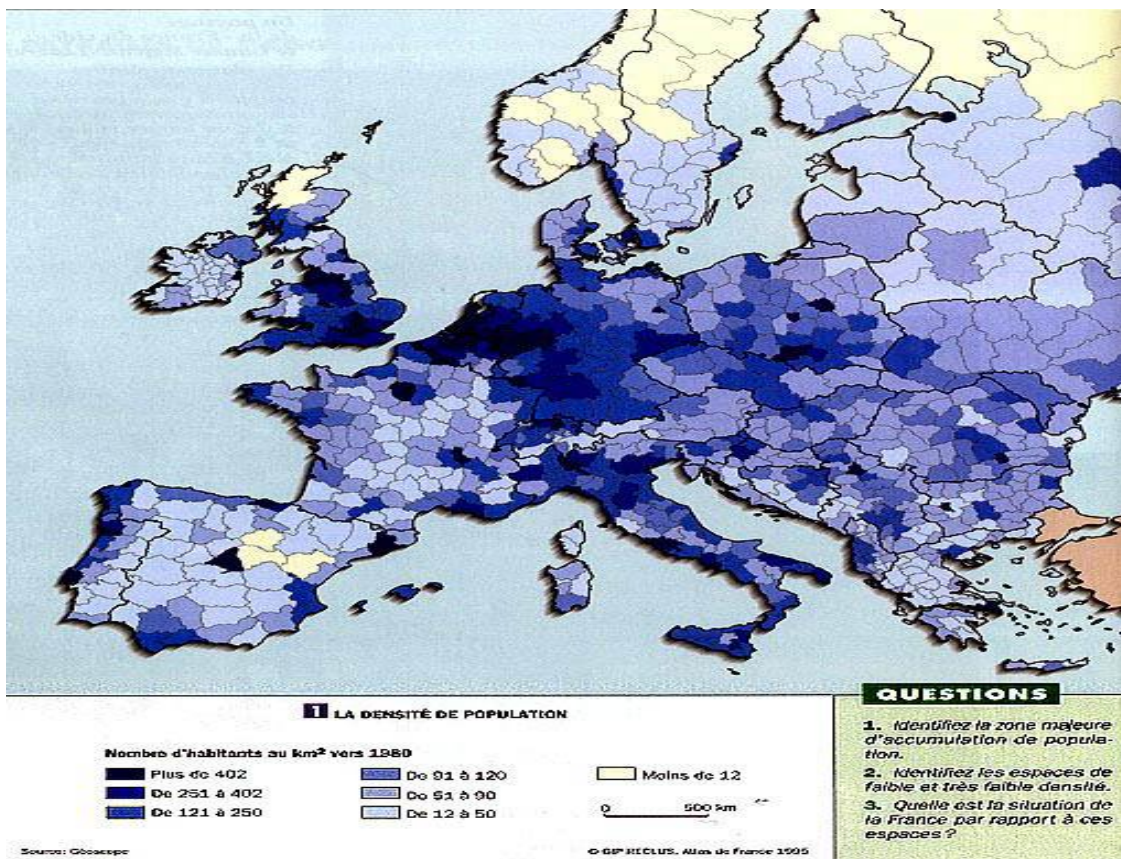 1 LA DENSITÉ DE POPULATION
Nombre d'habitants au km² vers 1980
Plus de 402
De 251 à 402
De 121 à 250
De 91 à 120
De 51 à 90
De 12 à 50
Moins de 12
0 500 km
Source: Géoscope
© GIP RECLUS, Atlas de France 1995
QUESTIONS
1. Identifiez la zone majeure
d'accumulation de popula-
tion.
2. Identifiez les espaces de
faible et très faible densité.
3. Quelle est la situation de
la France par rapport à ces
espaces ?